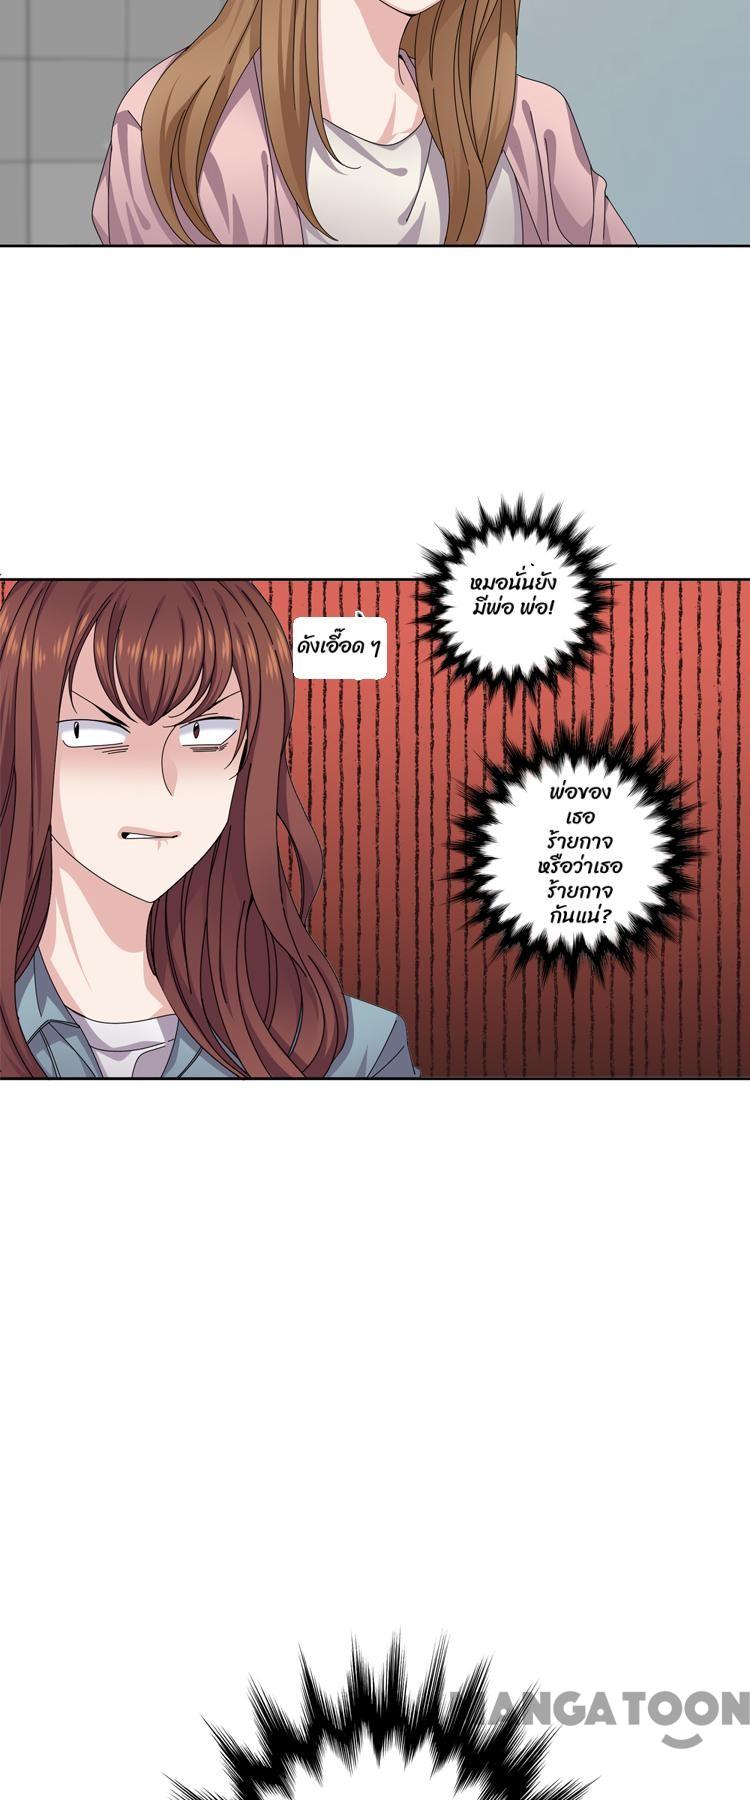 หมอนั่นยัง
มีพ่อ พ่อ!
ดังเอี๊อด ๆ
พ่อของ
เธอ
ร้ายกาจ
หรือว่าเธอ
ร้ายกาจ
กันแน่?
MANGATOON